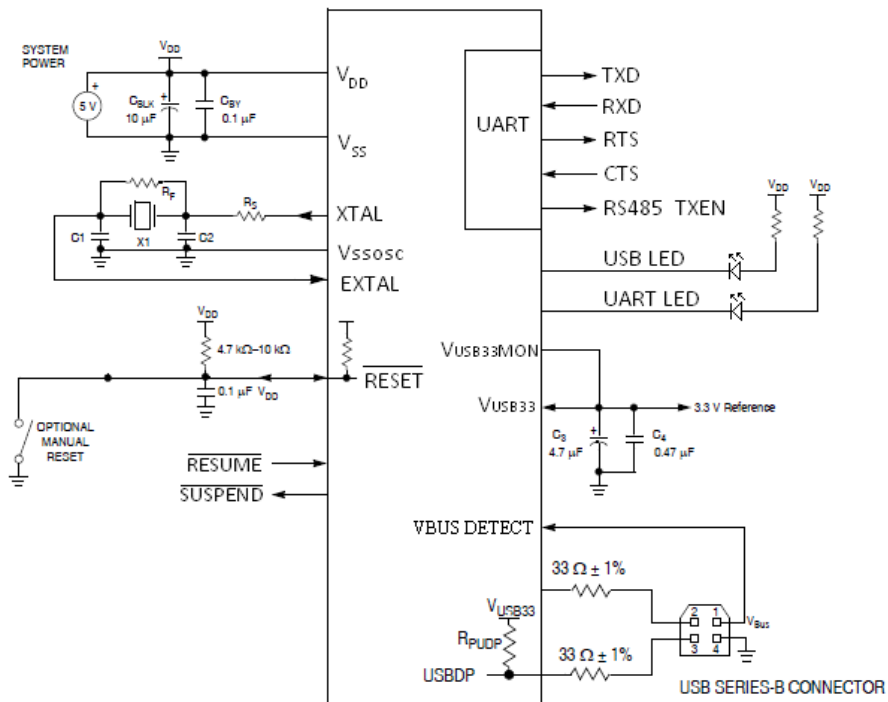 SYSTEM
POWER
VDD
+
5 V
CBLK
10 µF
+
CBY
0.1 µF
VDD
VSS
RF
RS
XTAL
C1
X1
C2
Vssosc
EXTAL
VDD
4.7 kΩ–10 kΩ
0.1 µF VDD
RESET
OPTIONAL
MANUAL
RESET
RESUME
SUSPEND
UART
TXD
RXD
RTS
CTS
RS485 TXEN
VDD VDD
USB LED
UART LED
VUSB33MON
VUSB33
3.3 V Reference
C3
4.7 µF
+
C4
0.47 µF
VBUS DETECT
33 Ω ± 1%
VUSB33
RPUDP
USBDP
33 Ω ± 1%
2 1
3 4
VBus
USB SERIES-B CONNECTOR